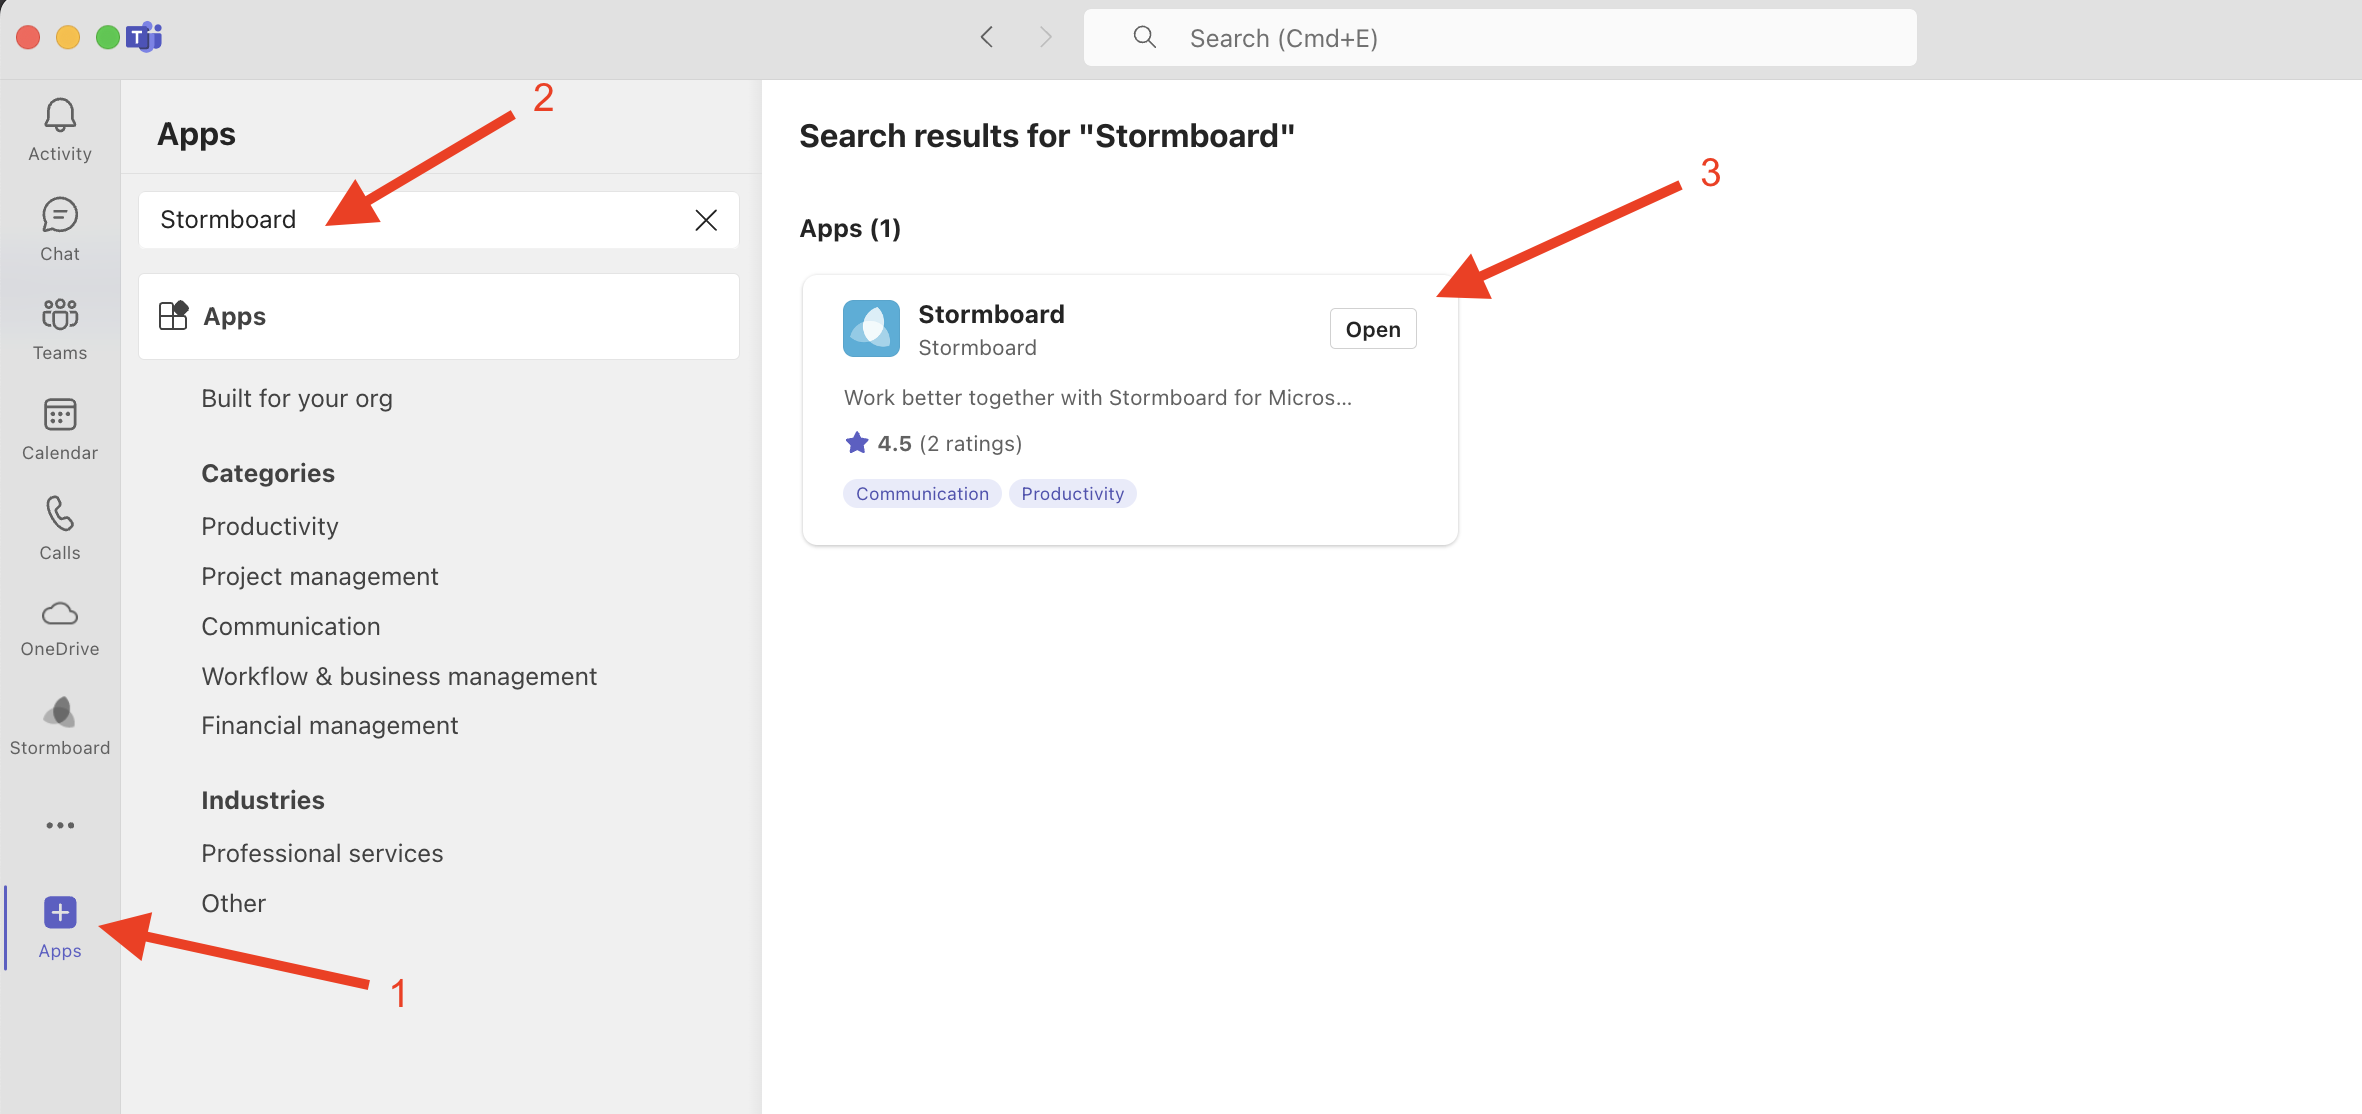 T
Search (Cmd+E)
Activity
Chat
Teams
Calendar
Calls
OneDrive
Stormboard
Apps
1
Apps
2
Stormboard
Apps
Built for your org
Categories
Productivity
Project management
Communication
Workflow & business management
Financial management
Industries
Professional services
Other
Search results for "Stormboard"
3
Apps (1)
Stormboard
Stormboard
Open
Work better together with Stormboard for Micros...
4.5 (2 ratings)
Communication Productivity